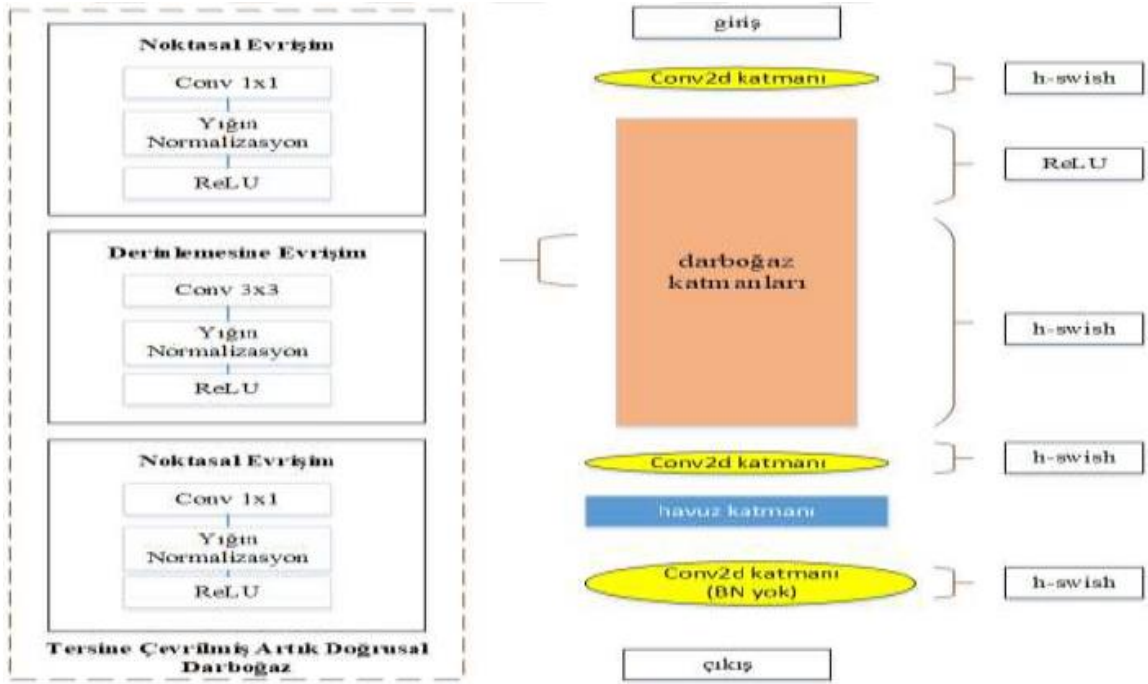 Noktasal Evrişim
Conv 1x1
Yığın
Normalizasyon
ReLU
Derinlemesine Evrişim
Conv 3x3
Yığın
Normalizasyon
ReLU
Noktasal Evrişim
Conv 1x1
Yığın
Normalizasyon
ReLU
Tersine Çevrilmiş Artık Doğrusal
Darboğaz
giriş
Conv2d katmanı
h-swish
ReLU
darboğaz
katmanları
h-swish
Conv2d katmanı
h-swish
havuz katmanı
Conv2d katmanı
(BN yok)
h-swish
çıkış